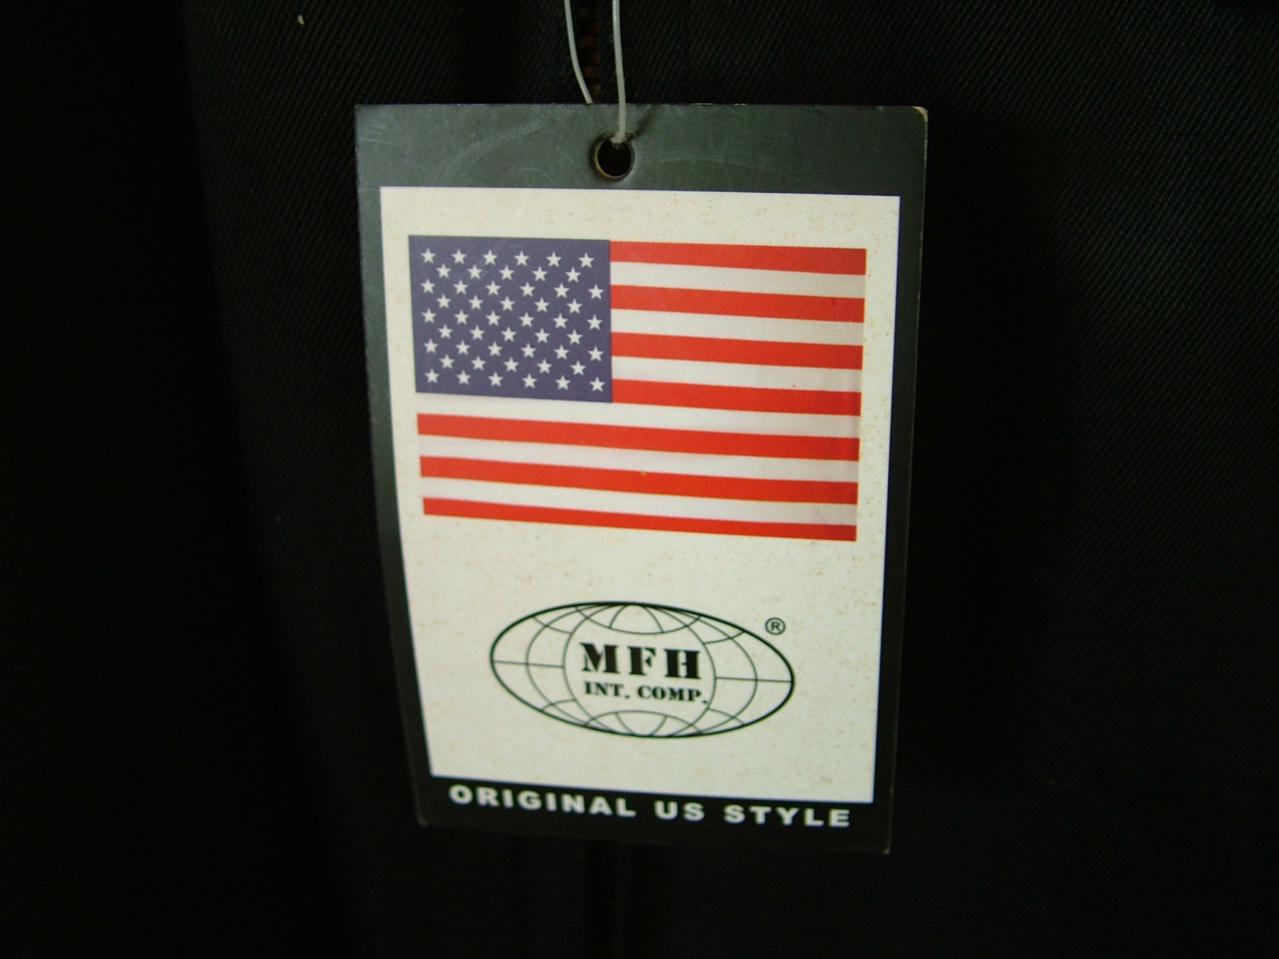 ®
MFH
INT. COMP.
ORIGINAL US STYLE